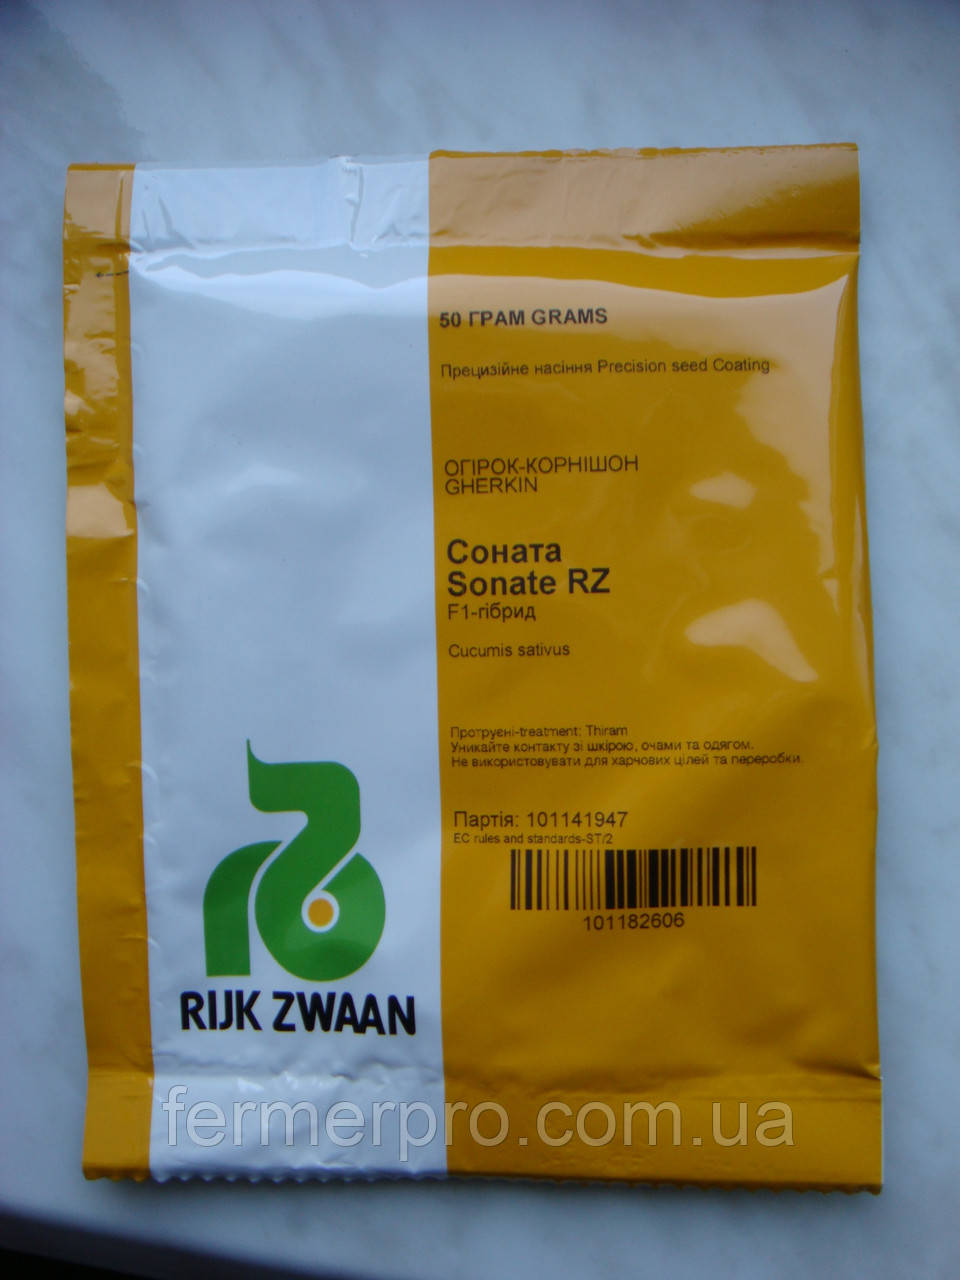 50 ГРАМ GRAMS
Прецизійне насіння Precision seed Coating
ОГІРОК-КОРНІШОН
GHERKIN
Соната
Sonate RZ
F1-гібрид
Cucumis sativus
Протруєні-treatment: Thiram
Уникайте контакту зі шкірою, очами та одягом.
Не використовувати для харчових цілей та переробки.
Партія: 101141947
EC rules and standards-ST/2
101182606
RIJK ZWAAN
fermerpro.com.ua